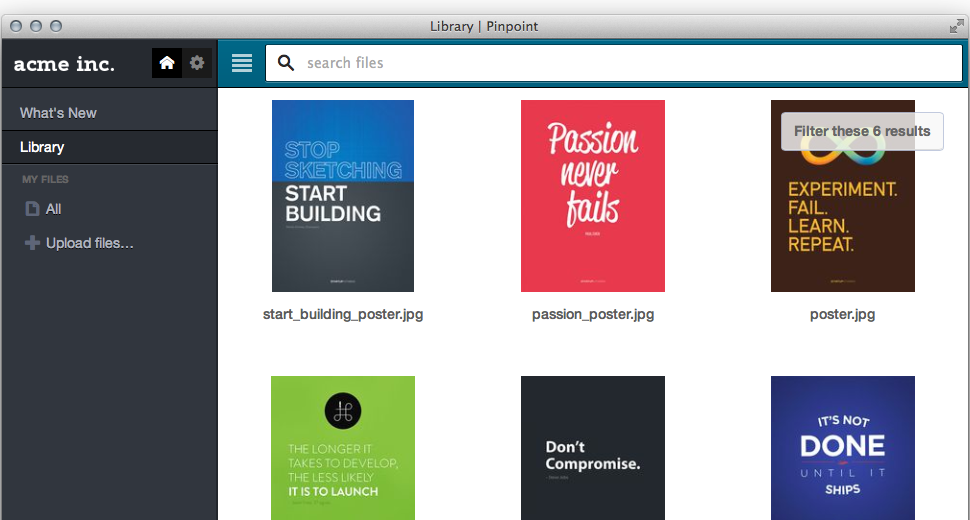 Library | Pinpoint
acme inc.
search files
What's New
Library
MY FILES
All
Upload files...
Filter these 6 results
STOP
SKETCHING
START
BUILDING
Passion
never
fails
EXPERIMENT.
FAIL.
LEARN.
REPEAT.
start_building_poster.jpg
passion_poster.jpg
poster.jpg
THE LONGER IT
TAKES TO DEVELOP,
THE LESS LIKELY
IT IS TO LAUNCH
Don't
Compromise.
IT'S NOT
DONE
UNTIL IT
SHIPS